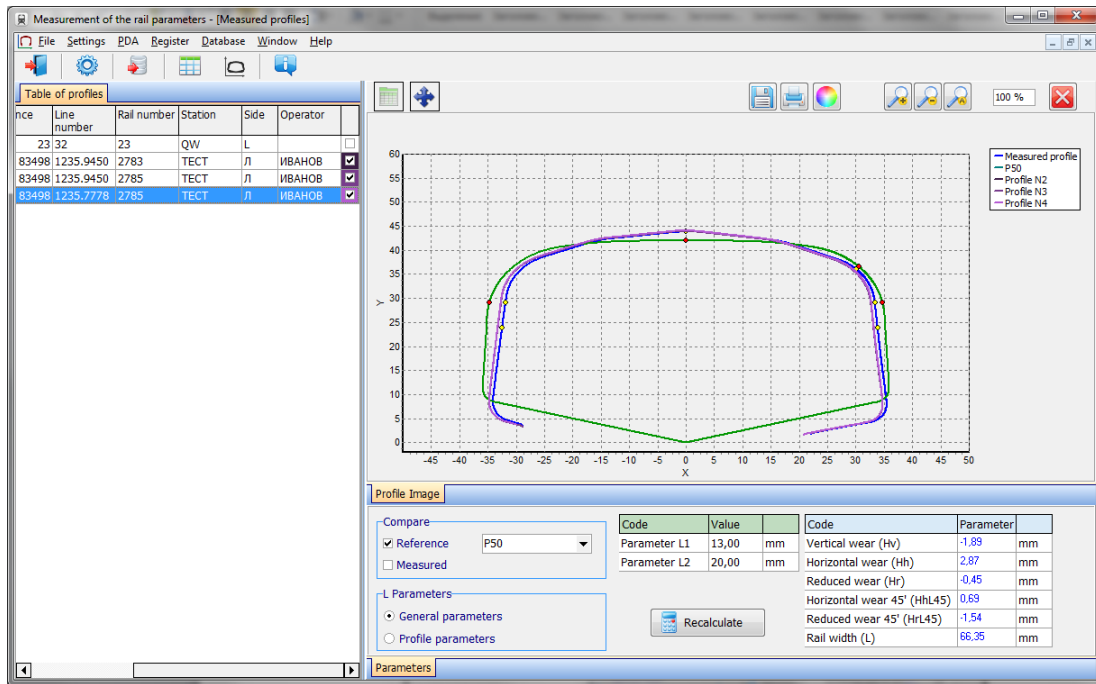 Measurement of the rail parameters - [Measured profiles]
File Settings PDA Register Database Window Help
Table of profiles
nce Line number Rail number Station Side Operator
23 32 23 QW L
83498 1235.9450 2783 ТЕСТ Л ИВАНОВ
83498 1235.9450 2785 ТЕСТ Л ИВАНОВ
83498 1235.7778 2785 ТЕСТ Л ИВАНОВ
100 %
60
55
50
45
40
35
30
25
20
15
10
5
0
Y
-45 -40 -35 -30 -25 -20 -15 -10 -5 0 5 10 15 20 25 30 35 40 45 50
X
Measured profile
P50
Profile N2
Profile N3
Profile N4
Profile Image
Compare
Reference P50
Measured
L Parameters
General parameters
Profile parameters
Code Value
Parameter L1 13,00 mm
Parameter L2 20,00 mm
Recalculate
Code Parameter
Vertical wear (Hv) -1,89 mm
Horizontal wear (Hh) 2,87 mm
Reduced wear (Hr) -0,45 mm
Horizontal wear 45' (HhL45) 0,69 mm
Reduced wear 45' (HrL45) -1,54 mm
Rail width (L) 66,35 mm
Parameters